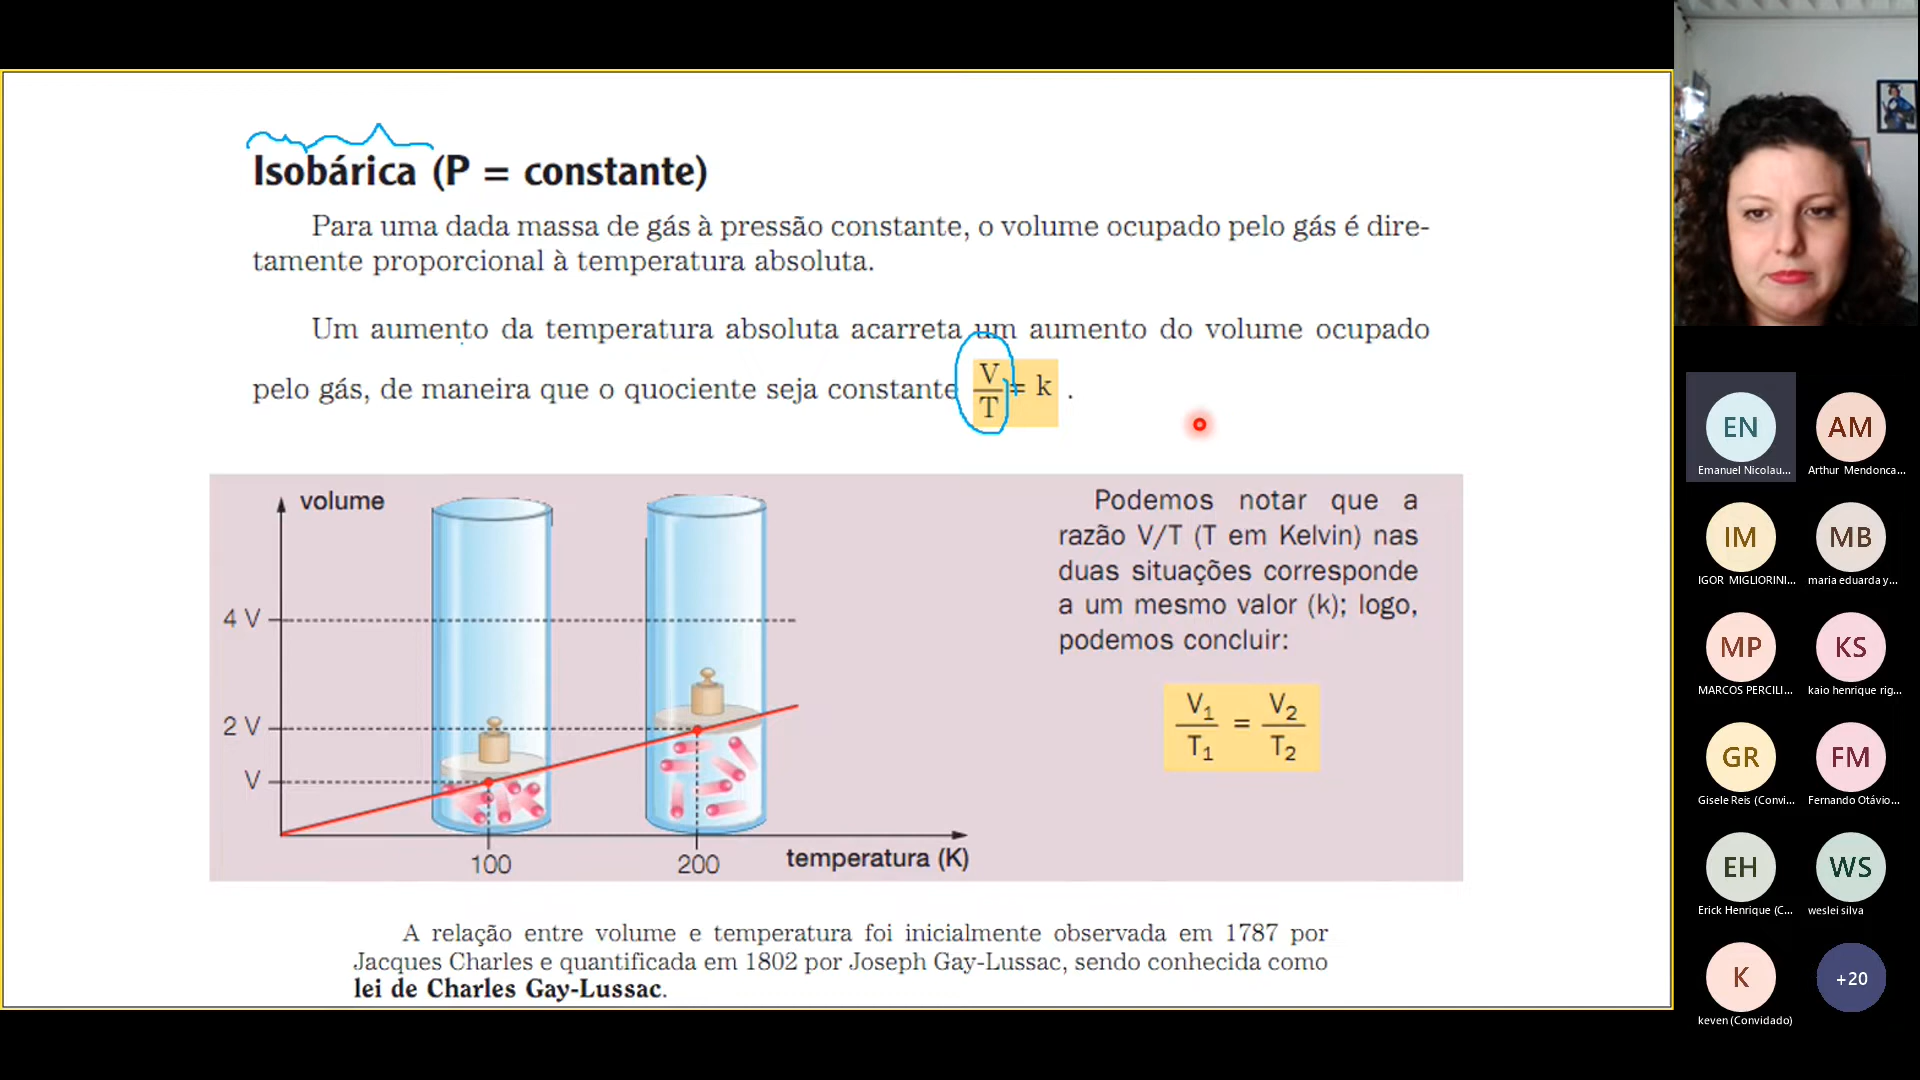 Isobárica (P = constante)
Para uma dada massa de gás à pressão constante, o volume ocupado pelo gás é dire-
tamente proporcional à temperatura absoluta.
Um aumento da temperatura absoluta acarreta um aumento do volume ocupado
pelo gás, de maneira que o quociente seja constante V/T = k .
volume
4 V
2 V
V
100
200
temperatura (K)
Podemos notar que a
razão V/T (T em Kelvin) nas
duas situações corresponde
a um mesmo valor (k); logo,
podemos concluir:
V₁/T₁ = V₂/T₂
A relação entre volume e temperatura foi inicialmente observada em 1787 por
Jacques Charles e quantificada em 1802 por Joseph Gay-Lussac, sendo conhecida como
lei de Charles Gay-Lussac.
EN
Emanuel Nicolau...
AM
Arthur Mendonca...
IM
IGOR MIGLIORINI...
MB
maria eduarda y...
MP
MARCOS PERCILI...
KS
kaio henrique rig...
GR
Gisele Reis (Convi...
FM
Fernando Otávio...
EH
Erick Henrique (C...
WS
weslei silva
K
keven (Convidado)
+20